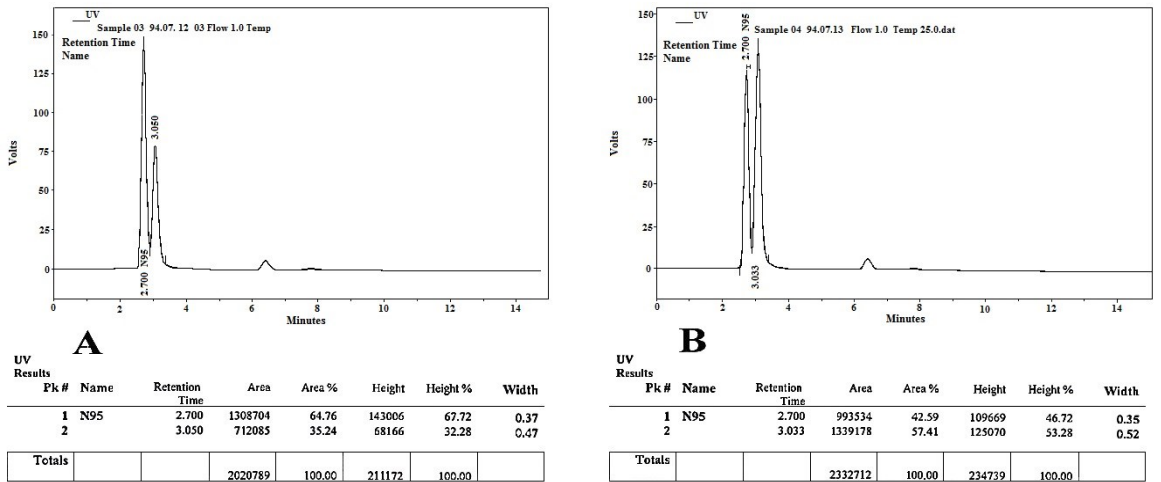 UV
Sample 03 94.07. 12 03 Flow 1.0 Temp
Retention Time
Name
150
125
100
75
50
25
0
Volts
3.050
2.700 N95
0 2 4 6 8 10 12 14
Minutes
A
UV
Results
Pk # Name Retention Time Area Area % Height Height % Width
1 N95 2.700 1308704 64.76 143006 67.72 0.37
2 3.050 712085 35.24 68166 32.28 0.47
Totals 2020789 100.00 211172 100.00
UV
Sample 04 94.07.13 Flow 1.0 Temp 25.0.dat
Retention Time
Name
150
125
100
75
50
25
0
Volts
2.700 N95
3.033
0 2 4 6 8 10 12 14
Minutes
B
UV
Results
Pk # Name Retention Time Area Area % Height Height % Width
1 N95 2.700 993534 42.59 109669 46.72 0.35
2 3.033 1339178 57.41 125070 53.28 0.52
Totals 2332712 100.00 234739 100.00